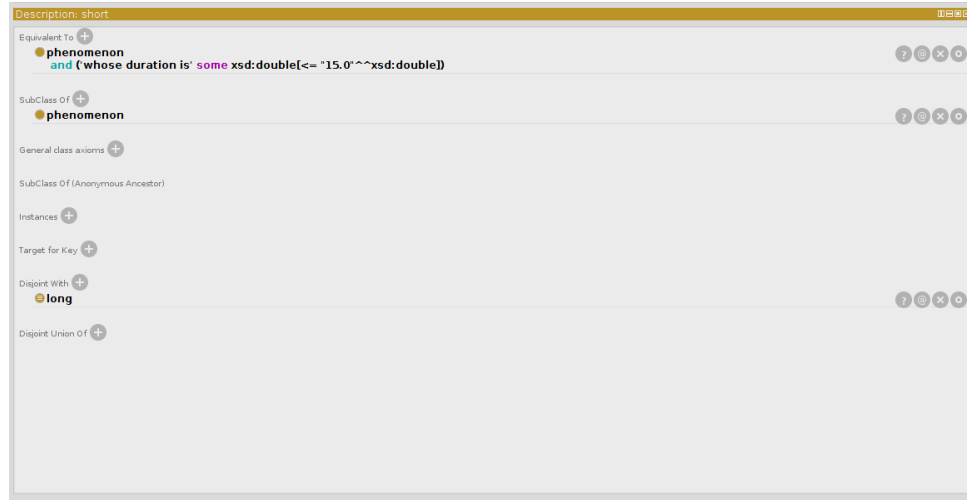 Description: short
Equivalent To
phenomenon
and ('whose duration is' some xsd:double[<= "15.0"^^xsd:double])
SubClass Of
phenomenon
General class axioms
SubClass Of (Anonymous Ancestor)
Instances
Target for Key
Disjoint With
long
Disjoint Union Of